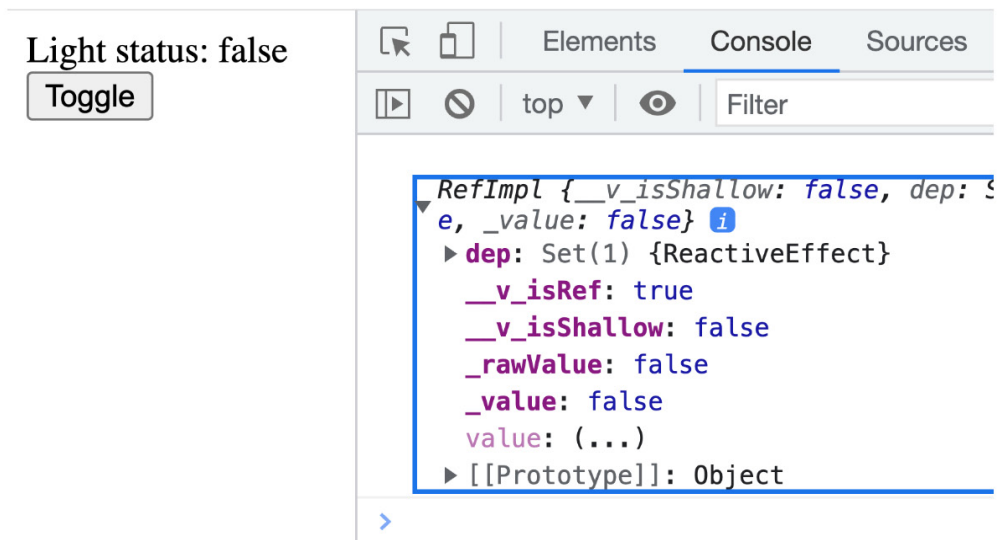 Light status: false
Toggle
Elements Console Sources
top ▼ Filter
RefImpl {__v_isShallow: false, dep: S
e, _value: false} i
▶ dep: Set(1) {ReactiveEffect}
__v_isRef: true
__v_isShallow: false
_rawValue: false
_value: false
value: (...)
▶ [[Prototype]]: Object
>